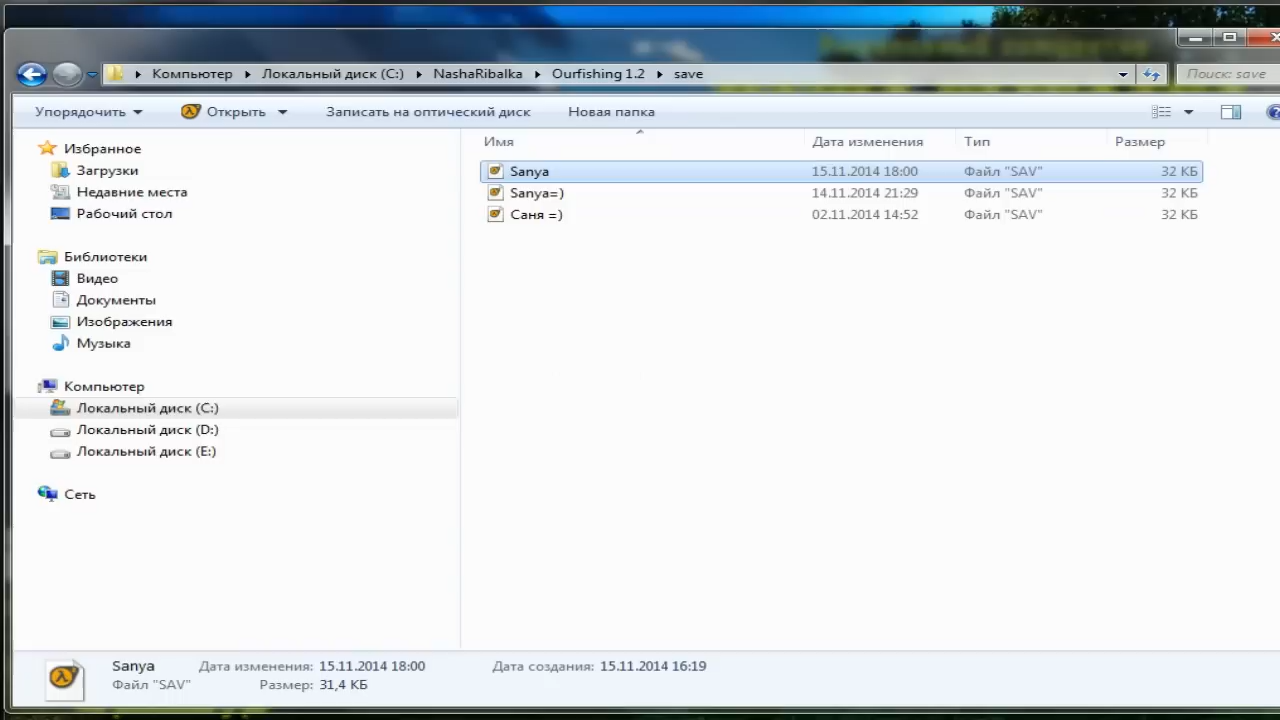 Компьютер Локальный диск (C:) NashaRibalka Ourfishing 1.2 save Поиск: save
Упорядочить Открыть Записать на оптический диск Новая папка
Имя Дата изменения Тип Размер
Избранное
Загрузки
Недавние места
Рабочий стол
Библиотеки
Видео
Документы
Изображения
Музыка
Компьютер
Локальный диск (C:)
Локальный диск (D:)
Локальный диск (E:)
Сеть
Sanya 15.11.2014 18:00 Файл "SAV" 32 КБ
Sanya=) 14.11.2014 21:29 Файл "SAV" 32 КБ
Саня =) 02.11.2014 14:52 Файл "SAV" 32 КБ
Sanya Дата изменения: 15.11.2014 18:00 Дата создания: 15.11.2014 16:19
Файл "SAV" Размер: 31,4 КБ